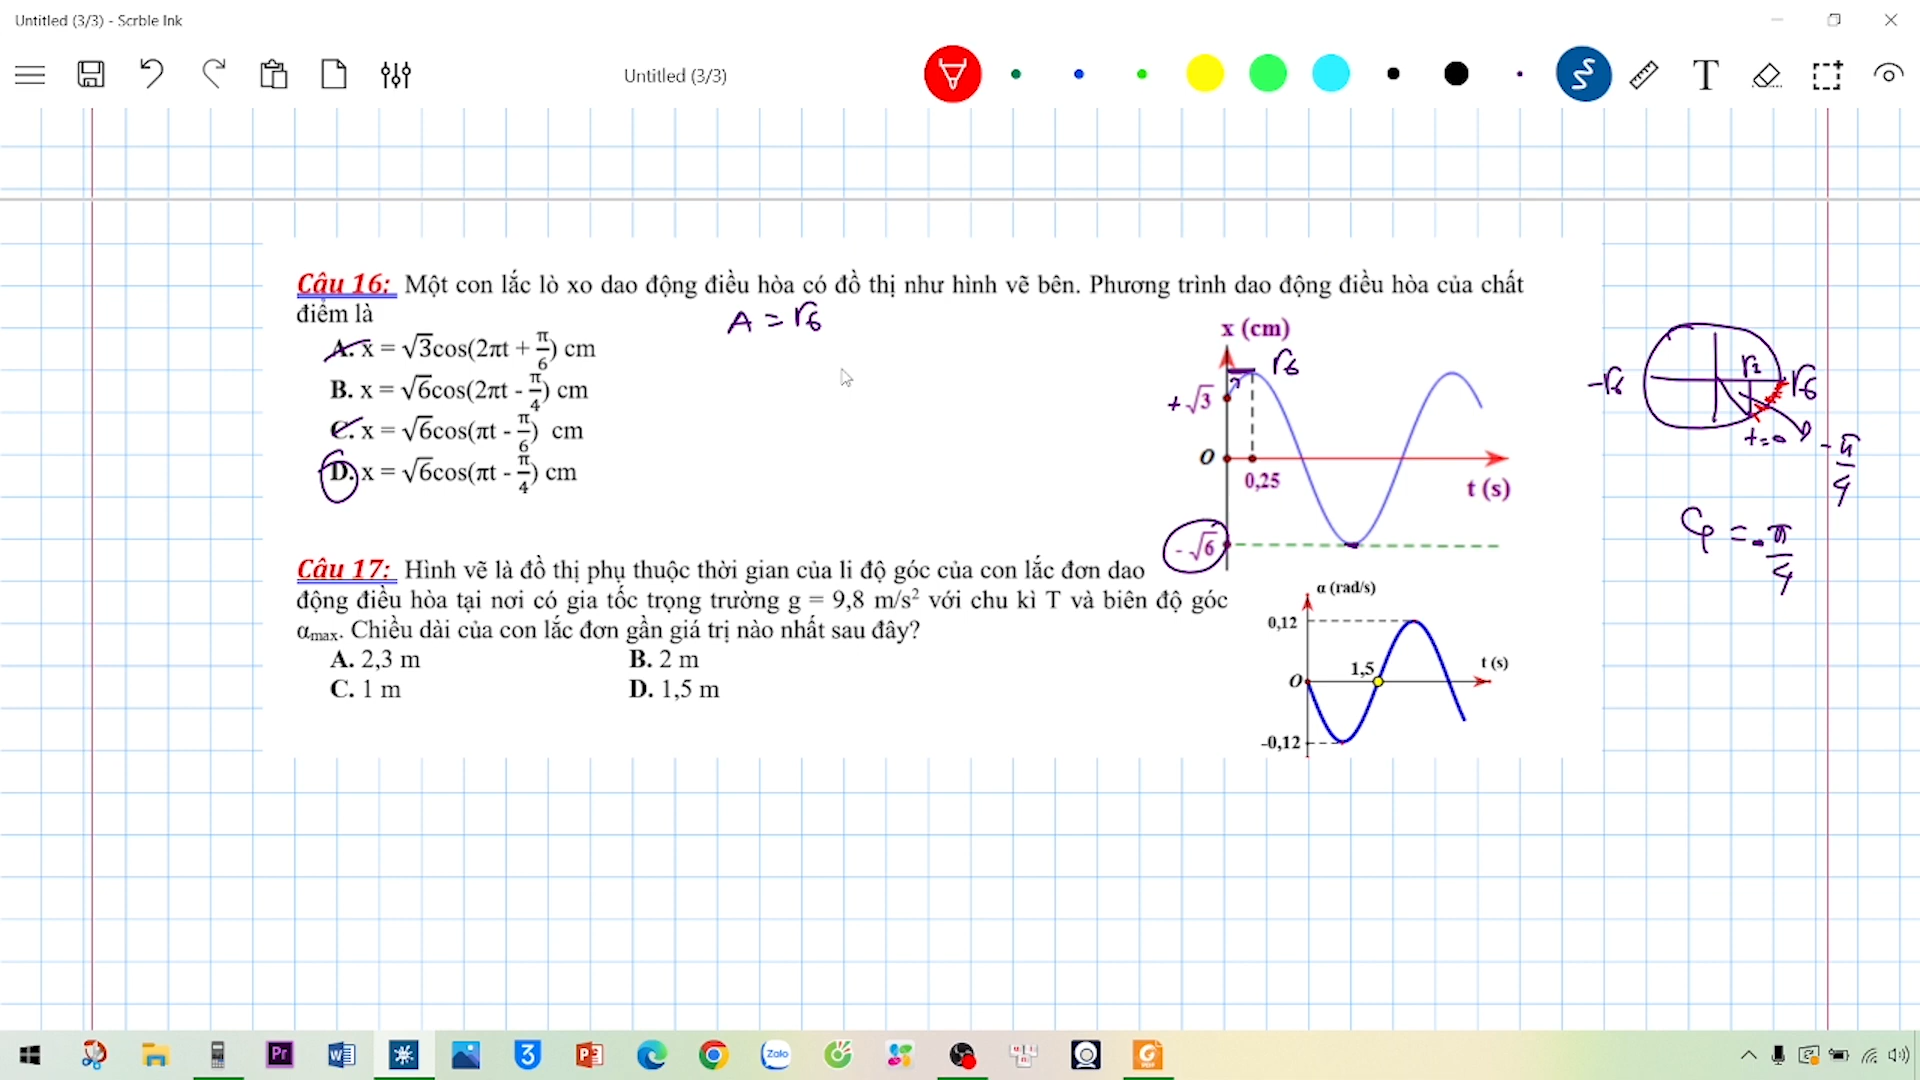 Untitled (3/3) - Scrble Ink
Untitled (3/3)
T
Câu 16: Một con lắc lò xo dao động điều hòa có đồ thị như hình vẽ bên. Phương trình dao động điều hòa của chất
điểm là
A = √6
A. x = √3cos(2πt + π/6) cm
B. x = √6cos(2πt - π/4) cm
C. x = √6cos(πt - π/6) cm
D. x = √6cos(πt - π/4) cm
x (cm)
√6
+√3
O
0,25
t (s)
-√6
-√6
√6
t=0
-π/4
φ = -π/4
Câu 17: Hình vẽ là đồ thị phụ thuộc thời gian của li độ góc của con lắc đơn dao
động điều hòa tại nơi có gia tốc trọng trường g = 9,8 m/s² với chu kì T và biên độ góc
αmax. Chiều dài của con lắc đơn gần giá trị nào nhất sau đây?
A. 2,3 m
B. 2 m
C. 1 m
D. 1,5 m
α (rad/s)
0,12
1,5
t (s)
O
-0,12
Pr
Zalo